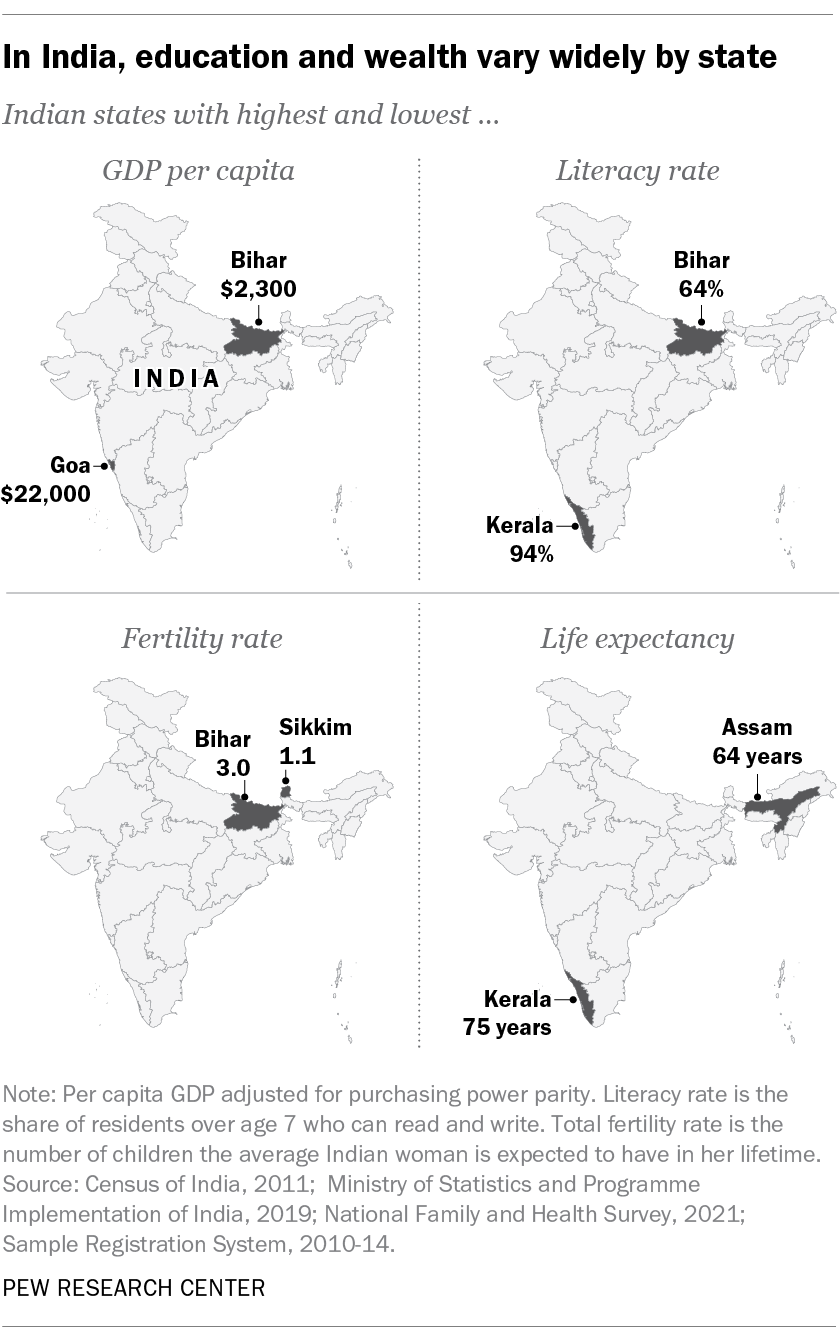 In India, education and wealth vary widely by state
Indian states with highest and lowest ...
GDP per capita
Bihar
$2,300
INDIA
Goa
$22,000
Literacy rate
Bihar
64%
Kerala
94%
Fertility rate
Bihar
3.0
Sikkim
1.1
Life expectancy
Assam
64 years
Kerala
75 years
Note: Per capita GDP adjusted for purchasing power parity. Literacy rate is the
share of residents over age 7 who can read and write. Total fertility rate is the
number of children the average Indian woman is expected to have in her lifetime.
Source: Census of India, 2011;  Ministry of Statistics and Programme
Implementation of India, 2019; National Family and Health Survey, 2021;
Sample Registration System, 2010-14.
PEW RESEARCH CENTER